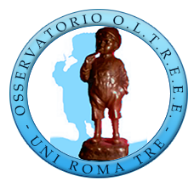 OSSERVATORIO O.L.T.R.E.E.E.
- UNI ROMA TRE -